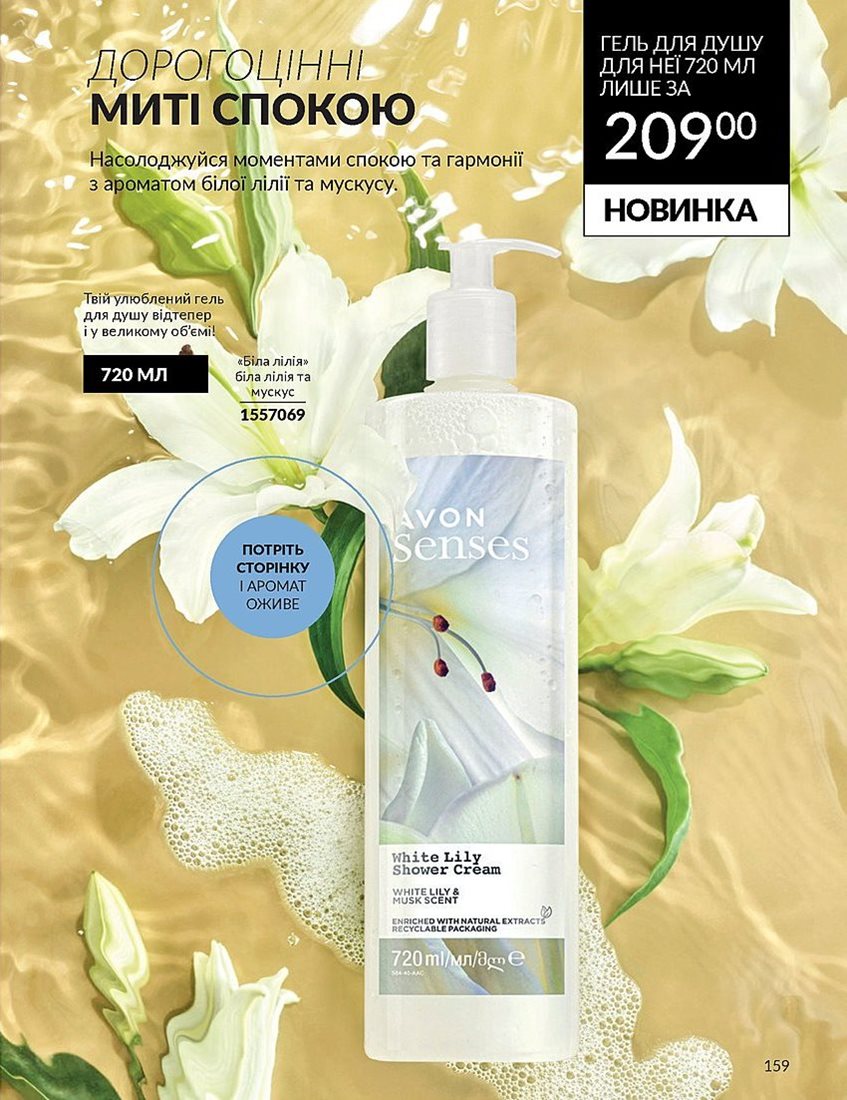 ДОРОГОЦІННІ
МИТІ СПОКОЮ
Насолоджуйся моментами спокою та гармонії
з ароматом білої лілії та мускусу.
ГЕЛЬ ДЛЯ ДУШУ
ДЛЯ НЕЇ 720 МЛ
ЛИШЕ ЗА
209⁰⁰
НОВИНКА
Твій улюблений гель
для душу відтепер
і у великому об'ємі!
720 МЛ
«Біла лілія»
біла лілія та
мускус
1557069
ПОТРІТЬ
СТОРІНКУ
І АРОМАТ
ОЖИВЕ
AVON
Senses
White Lily
Shower Cream
WHITE LILY &
MUSK SCENT
ENRICHED WITH NATURAL EXTRACTS
RECYCLABLE PACKAGING
720ml/мл/მლ e
159